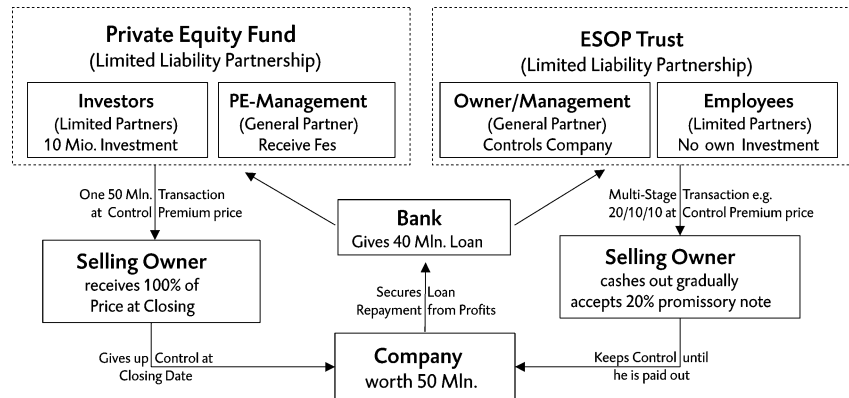 Private Equity Fund
(Limited Liability Partnership)
Investors
(Limited Partners)
10 Mio. Investment
PE-Management
(General Partner)
Receive Fes
ESOP Trust
(Limited Liability Partnership)
Owner/Management
(General Partner)
Controls Company
Employees
(Limited Partners)
No own Investment
One 50 Mln. Transaction
at Control Premium price
Bank
Gives 40 Mln. Loan
Multi-Stage Transaction e.g.
20/10/10 at Control Premium price
Selling Owner
receives 100% of
Price at Closing
Secures Loan
Repayment from Profits
Selling Owner
cashes out gradually
accepts 20% promissory note
Gives up Control at
Closing Date
Company
worth 50 Mln.
Keeps Control until
he is paid out